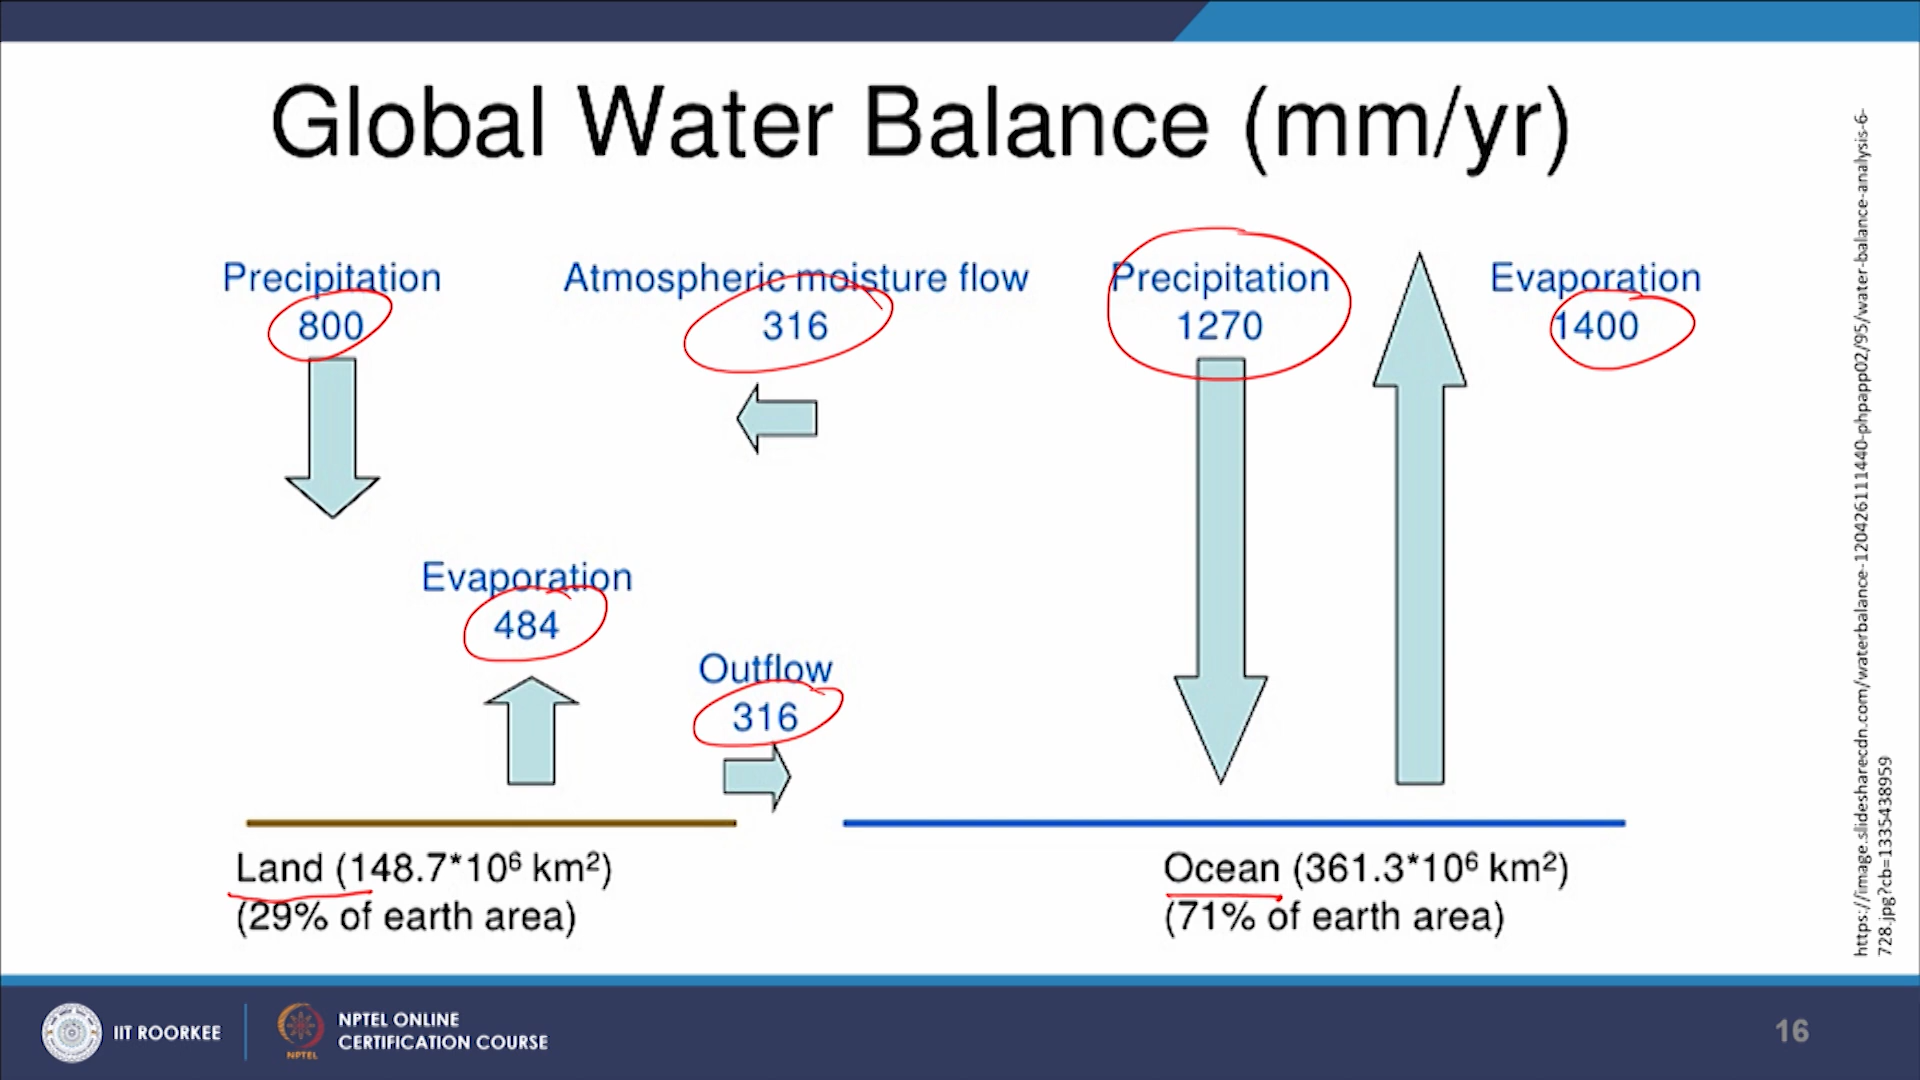 Global Water Balance (mm/yr)
Precipitation
800
Atmospheric moisture flow
316
Precipitation
1270
Evaporation
1400
Evaporation
484
Outflow
316
Land (148.7*10⁶ km²)
(29% of earth area)
Ocean (361.3*10⁶ km²)
(71% of earth area)
https://image.slidesharecdn.com/waterbalance-120426111440-phpapp02/95/water-balance-analysis-6-
728.jpg?cb=1335438959
IIT ROORKEE
NPTEL
NPTEL ONLINE
CERTIFICATION COURSE
16